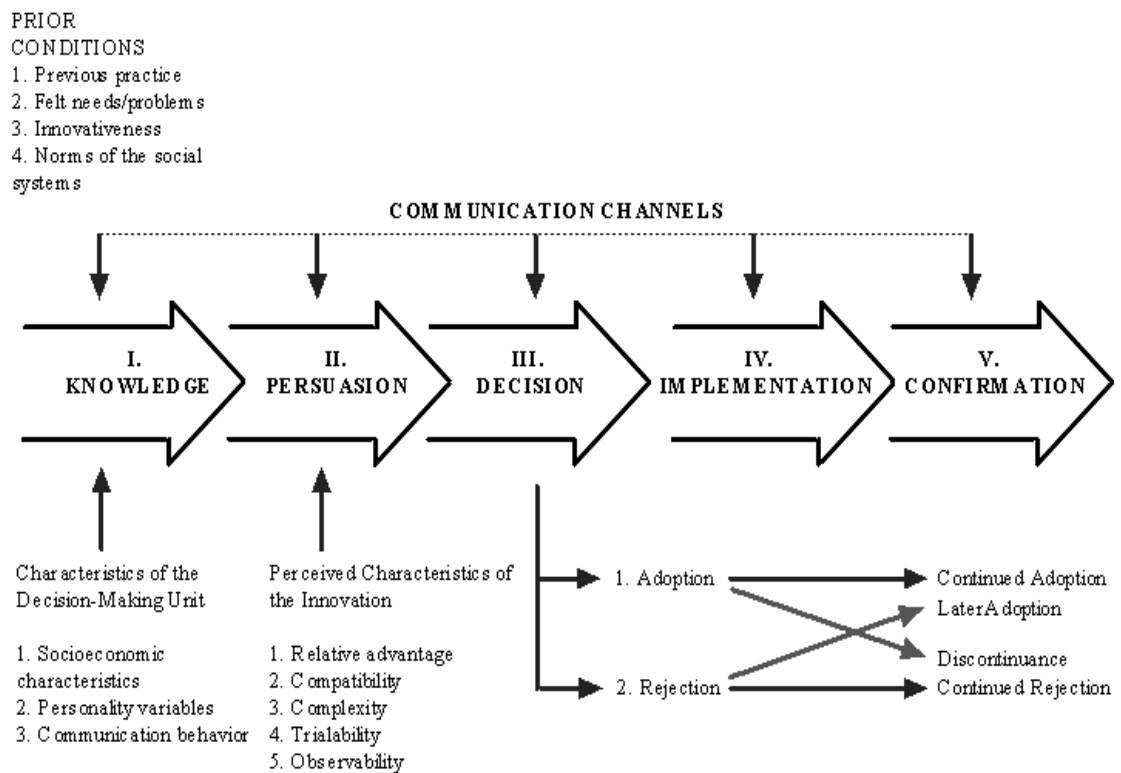 PRIOR
CONDITIONS
1. Previous practice
2. Felt needs/problems
3. Innovativeness
4. Norms of the social
systems
COMMUNICATION CHANNELS
I.
KNOWLEDGE
II.
PERSUASION
III.
DECISION
IV.
IMPLEMENTATION
V.
CONFIRMATION
Characteristics of the
Decision-Making Unit
1. Socioeconomic
characteristics
2. Personality variables
3. Communication behavior
Perceived Characteristics of
the Innovation
1. Relative advantage
2. Compatibility
3. Complexity
4. Trialability
5. Observability
1. Adoption
2. Rejection
Continued Adoption
Later Adoption
Discontinuance
Continued Rejection